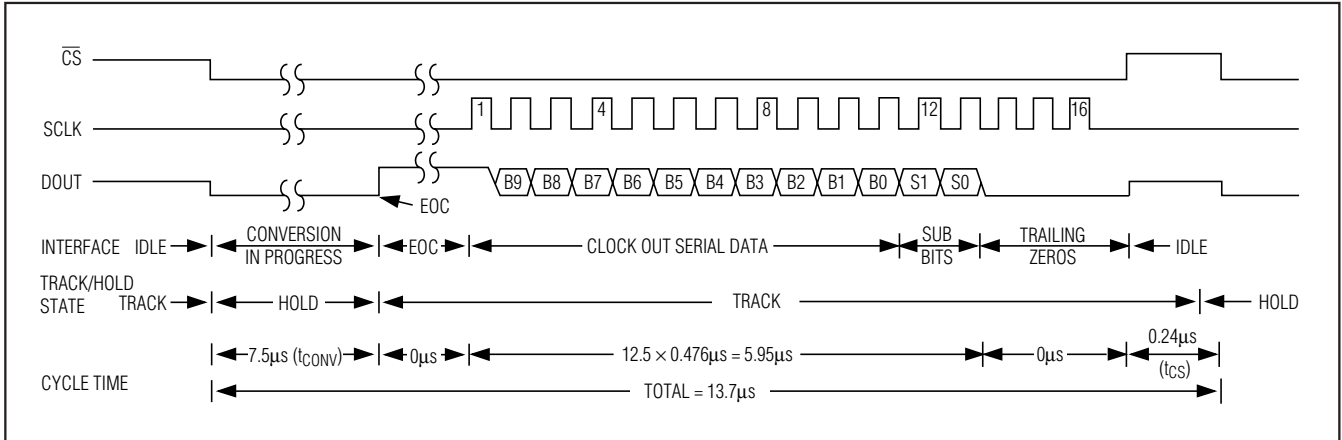 CS
SCLK
1 4 8 12 16
DOUT
B9 B8 B7 B6 B5 B4 B3 B2 B1 B0 S1 S0
EOC
INTERFACE IDLE CONVERSION IN PROGRESS EOC CLOCK OUT SERIAL DATA SUB BITS TRAILING ZEROS IDLE
TRACK/HOLD
STATE TRACK HOLD TRACK HOLD
7.5µs (tCONV) 0µs 12.5 × 0.476µs = 5.95µs 0µs 0.24µs (tCS)
CYCLE TIME
TOTAL = 13.7µs